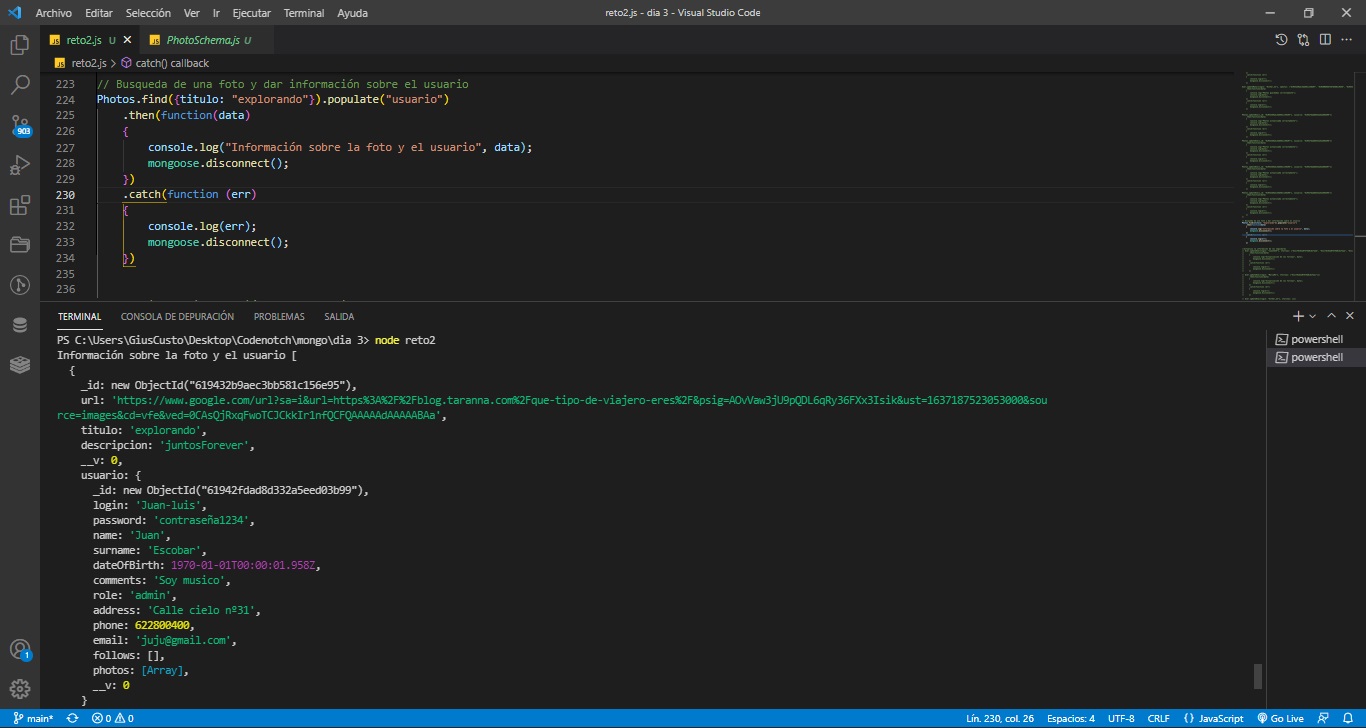 Archivo Editar Selección Ver Ir Ejecutar Terminal Ayuda reto2.js - dia 3 - Visual Studio Code
JS reto2.js U JS PhotoSchema.js U
JS reto2.js > catch() callback
223 // Busqueda de una foto y dar información sobre el usuario
224 Photos.find({titulo: "explorando"}).populate("usuario")
225 .then(function(data)
226 {
227 console.log("Información sobre la foto y el usuario", data);
228 mongoose.disconnect();
229 })
230 .catch(function (err)
231 {
232 console.log(err);
233 mongoose.disconnect();
234 })
235
236
903
TERMINAL CONSOLA DE DEPURACIÓN PROBLEMAS SALIDA
powershell
powershell
PS C:\Users\GiusCusto\Desktop\Codenotch\mongo\dia 3> node reto2
Información sobre la foto y el usuario [
{
_id: new ObjectId("619432b9aec3bb581c156e95"),
url: 'https://www.google.com/url?sa=i&url=https%3A%2F%2Fblog.taranna.com%2Fque-tipo-de-viajero-eres%2F&psig=AOvVaw3jU9pQDL6qRy36FXx3Isik&ust=1637187523053000&sou
rce=images&cd=vfe&ved=0CAsQjRxqFwoTCJCkkIr1nfQCFQAAAAAdAAAAABAa',
titulo: 'explorando',
descripcion: 'juntosForever',
__v: 0,
usuario: {
_id: new ObjectId("61942fdad8d332a5eed03b99"),
login: 'Juan-luis',
password: 'contraseña1234',
name: 'Juan',
surname: 'Escobar',
dateOfBirth: 1970-01-01T00:00:01.958Z,
comments: 'Soy musico',
role: 'admin',
address: 'Calle cielo nº31',
phone: 622800400,
email: 'juju@gmail.com',
follows: [],
photos: [Array],
__v: 0
}
1
main* 0 0 Lín. 230, col. 26 Espacios: 4 UTF-8 CRLF {} JavaScript Go Live